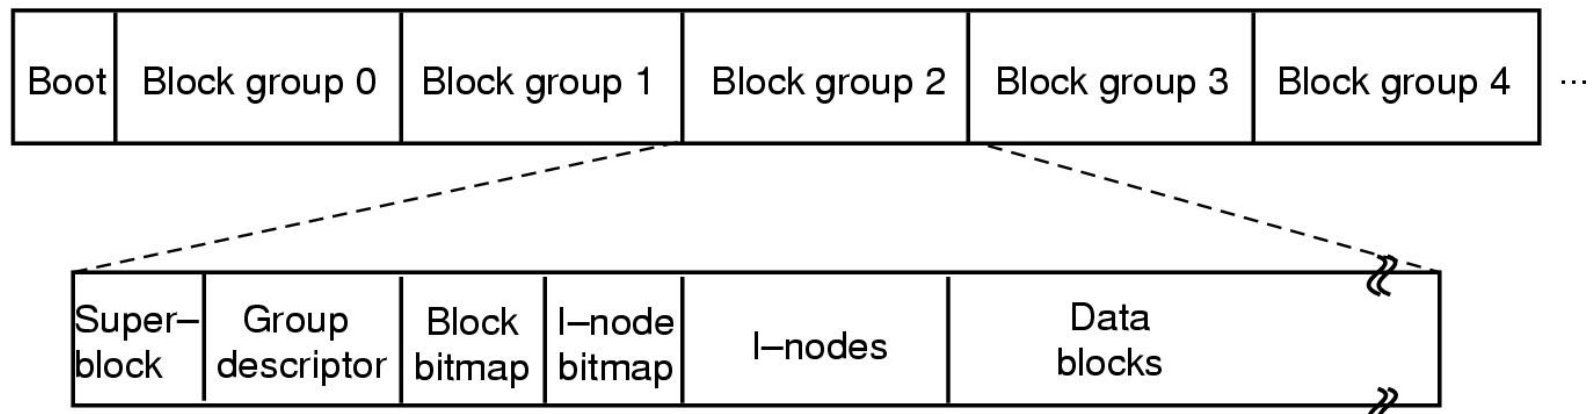 Boot Block group 0 Block group 1 Block group 2 Block group 3 Block group 4 ...
Super– Group Block I–node Data
block descriptor bitmap bitmap I–nodes blocks